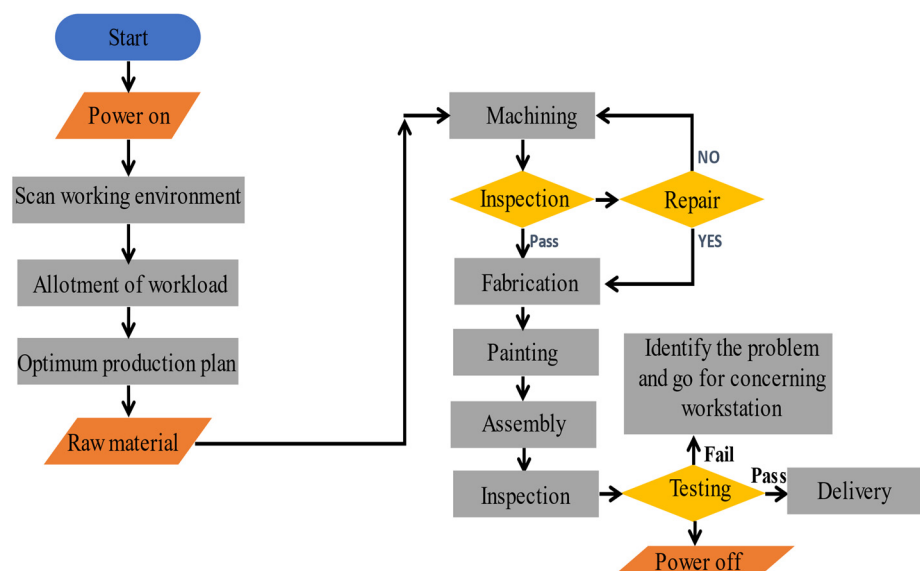 Start
Power on
Scan working environment
Allotment of workload
Optimum production plan
Raw material
Machining
NO
Inspection
Repair
Pass
YES
Fabrication
Painting
Identify the problem
and go for concerning
workstation
Assembly
Fail
Inspection
Testing
Pass
Delivery
Power off